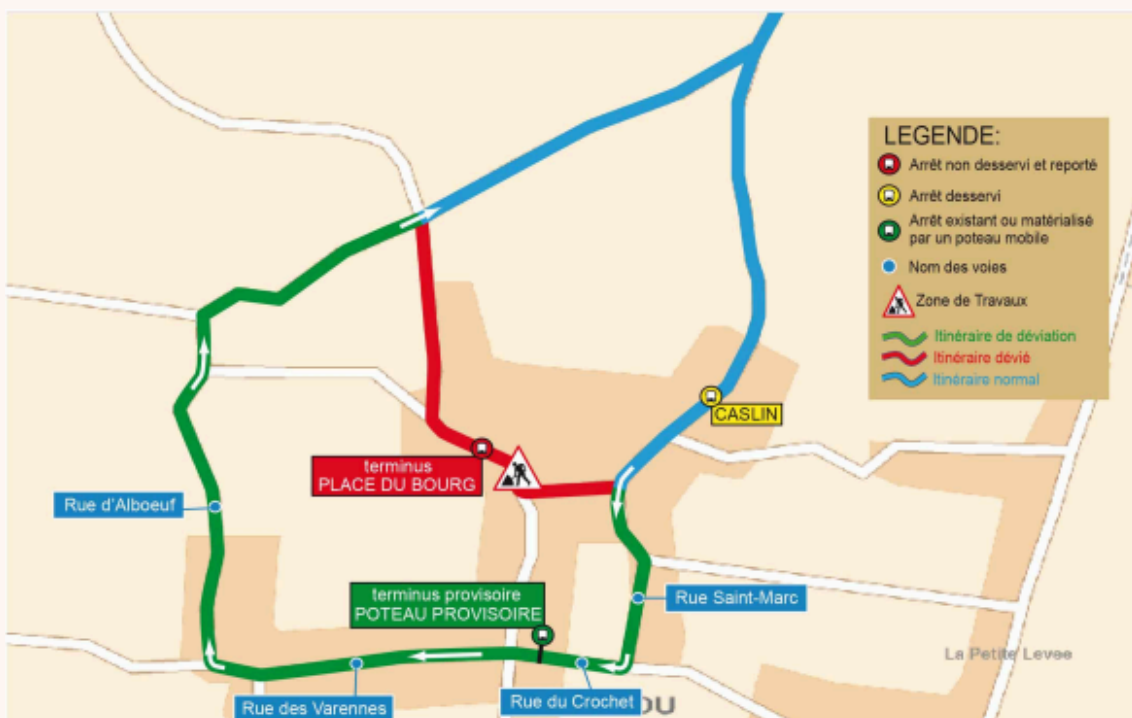 LEGENDE:
Arrêt non desservi et reporté
Arrêt desservi
Arrêt existant ou matérialisé
par un poteau mobile
Nom des voies
Zone de Travaux
Itinéraire de déviation
Itinéraire dévié
Itinéraire normal
CASLIN
terminus
PLACE DU BOURG
Rue d'Alboeuf
terminus provisoire
POTEAU PROVISOIRE
Rue Saint-Marc
La Petite Levee
Rue des Varennes
Rue du Crochet
OU